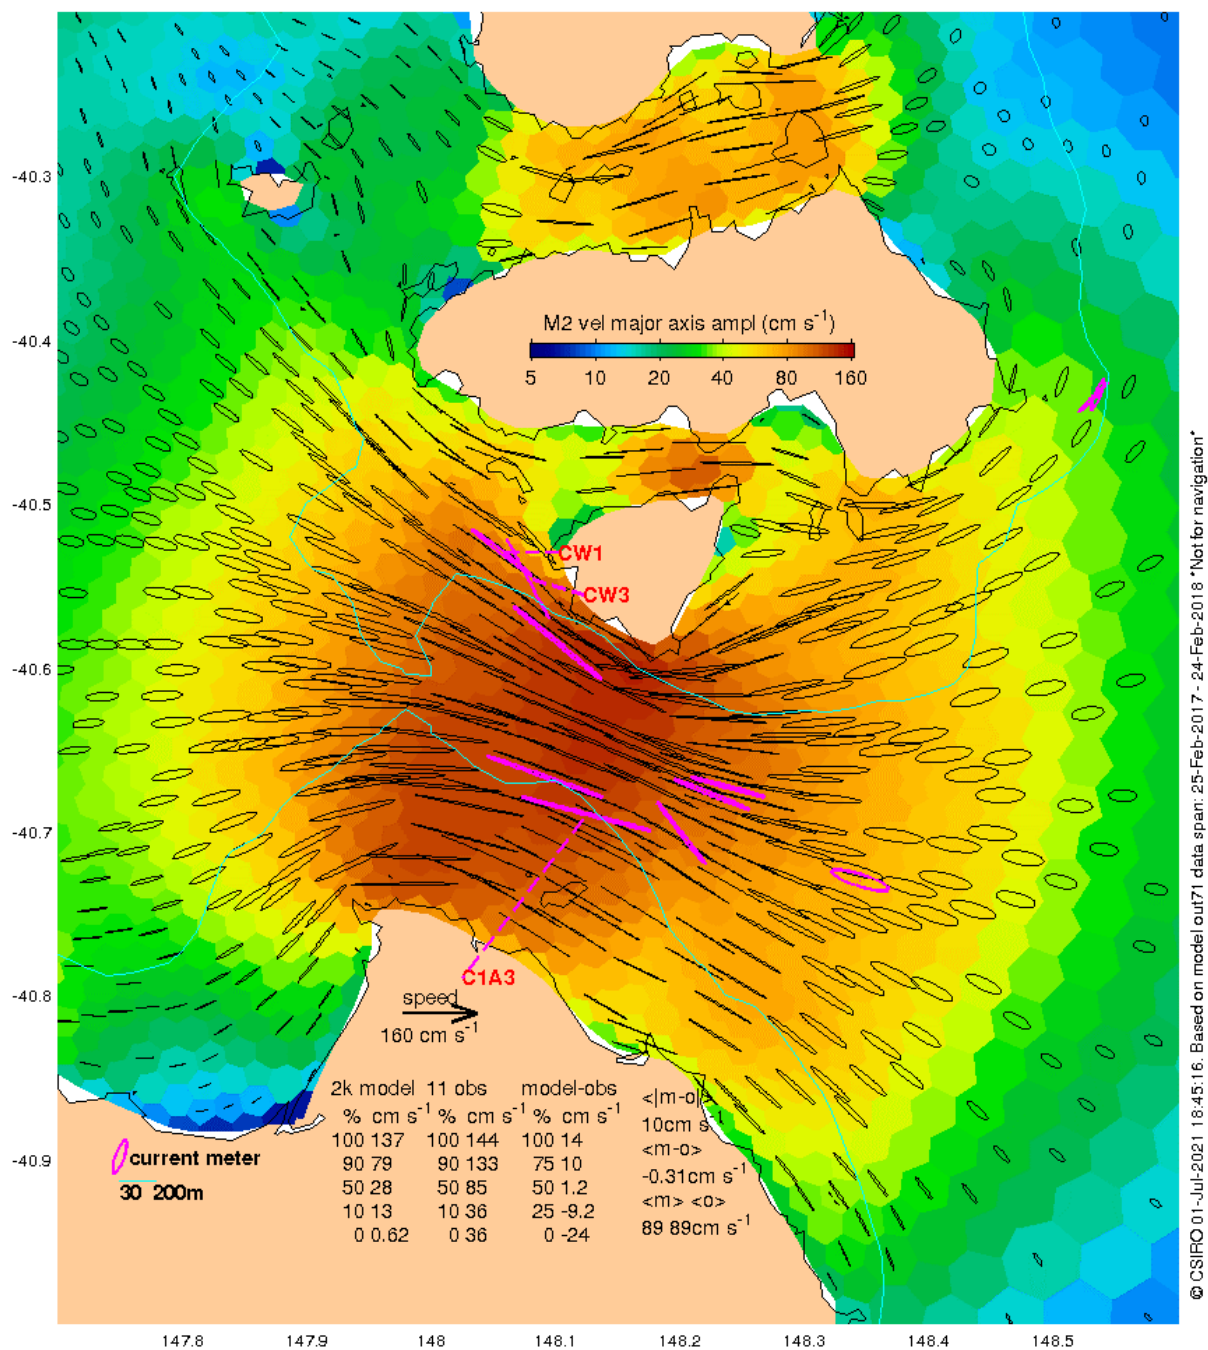 -40.3
-40.4
-40.5
-40.6
-40.7
-40.8
-40.9
M2 vel major axis ampl (cm s-1)
5 10 20 40 80 160
CW1
CW3
C1A3
speed
160 cm s-1
2k model 11 obs model-obs
% cm s-1 % cm s-1 % cm s-1
100 137 100 144 100 14
90 79 90 133 75 10
50 28 50 85 50 1.2
10 13 10 36 25 -9.2
0 0.62 0 36 0 -24
<|m-o|>
10cm s-1
<m-o>
-0.31cm s-1
<m> <o>
89 89cm s-1
current meter
30 200m
147.8 147.9 148 148.1 148.2 148.3 148.4 148.5
© CSIRO 01-Jul-2021 18:45:16. Based on model out71 data span: 25-Feb-2017 - 24-Feb-2018 *Not for navigation*